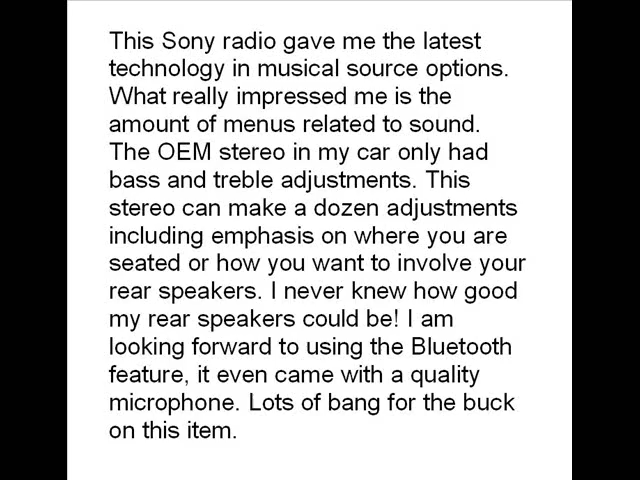 This Sony radio gave me the latest
technology in musical source options.
What really impressed me is the
amount of menus related to sound.
The OEM stereo in my car only had
bass and treble adjustments. This
stereo can make a dozen adjustments
including emphasis on where you are
seated or how you want to involve your
rear speakers. I never knew how good
my rear speakers could be! I am
looking forward to using the Bluetooth
feature, it even came with a quality
microphone. Lots of bang for the buck
on this item.